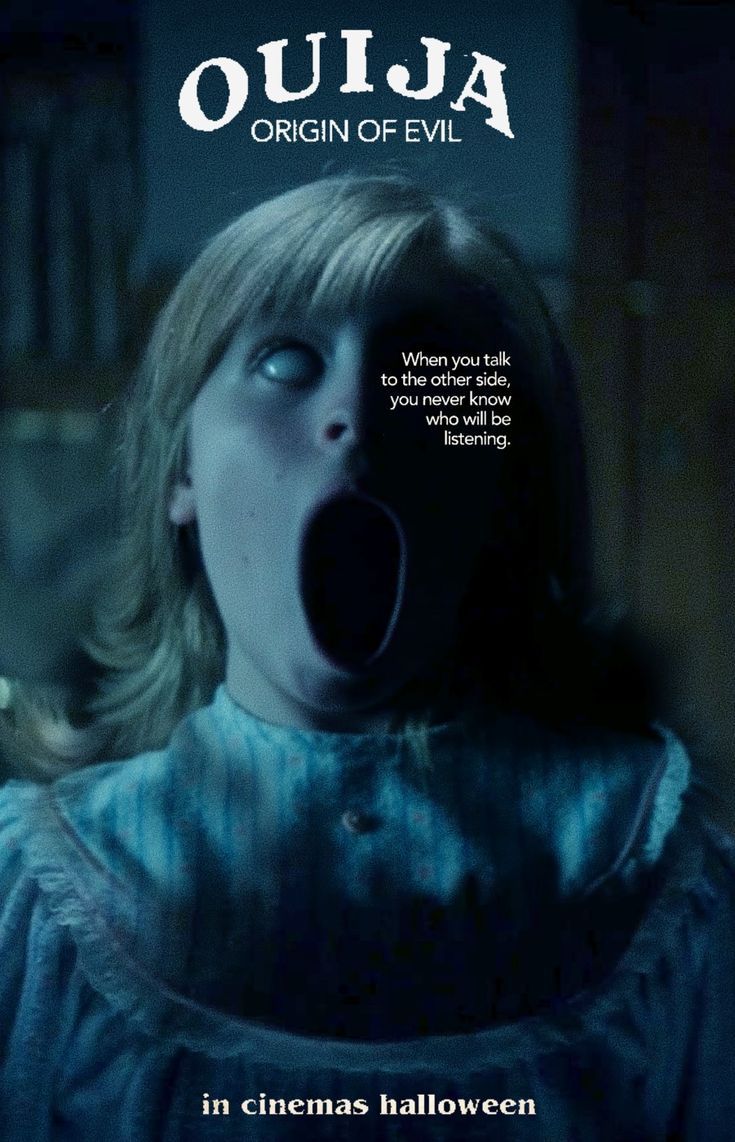 OUIJA
ORIGIN OF EVIL
When you talk
to the other side,
you never know
who will be
listening.
in cinemas halloween